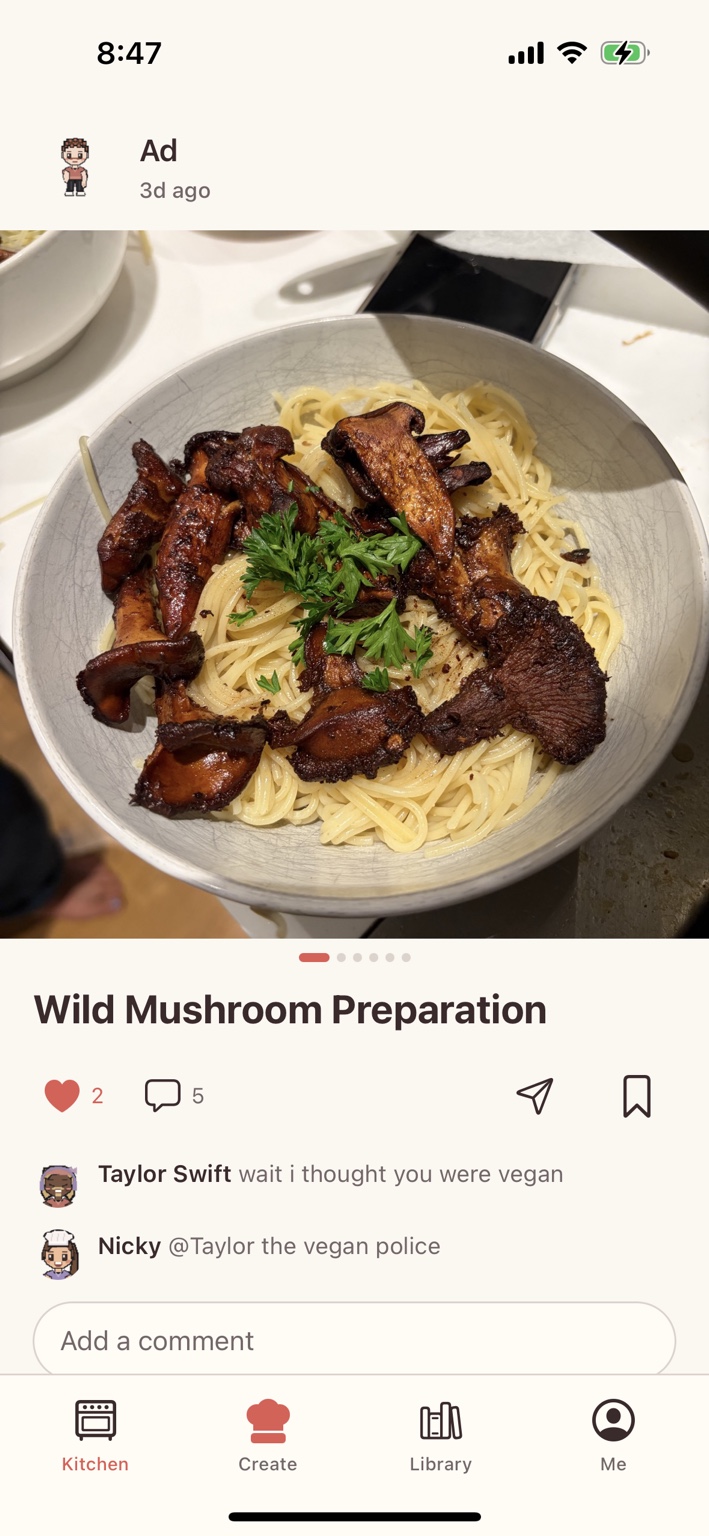 8:47
Ad
3d ago
Wild Mushroom Preparation
2
5
Taylor Swift wait i thought you were vegan
Nicky @Taylor the vegan police
Add a comment
Kitchen
Create
Library
Me